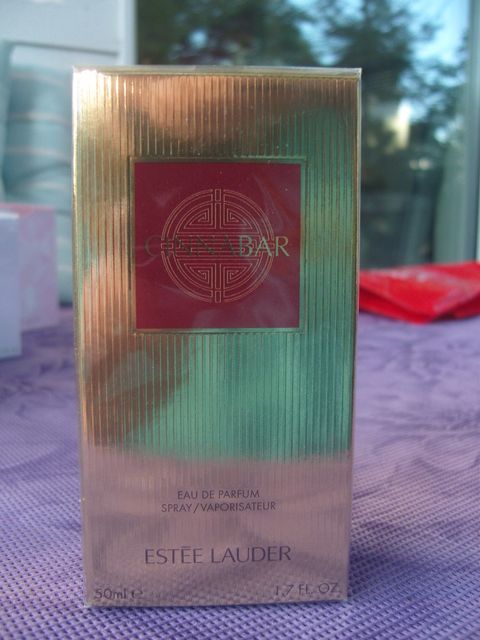 CINNABAR
EAU DE PARFUM
SPRAY/VAPORISATEUR
ESTĒE LAUDER
50ml e 1.7 FL. OZ.